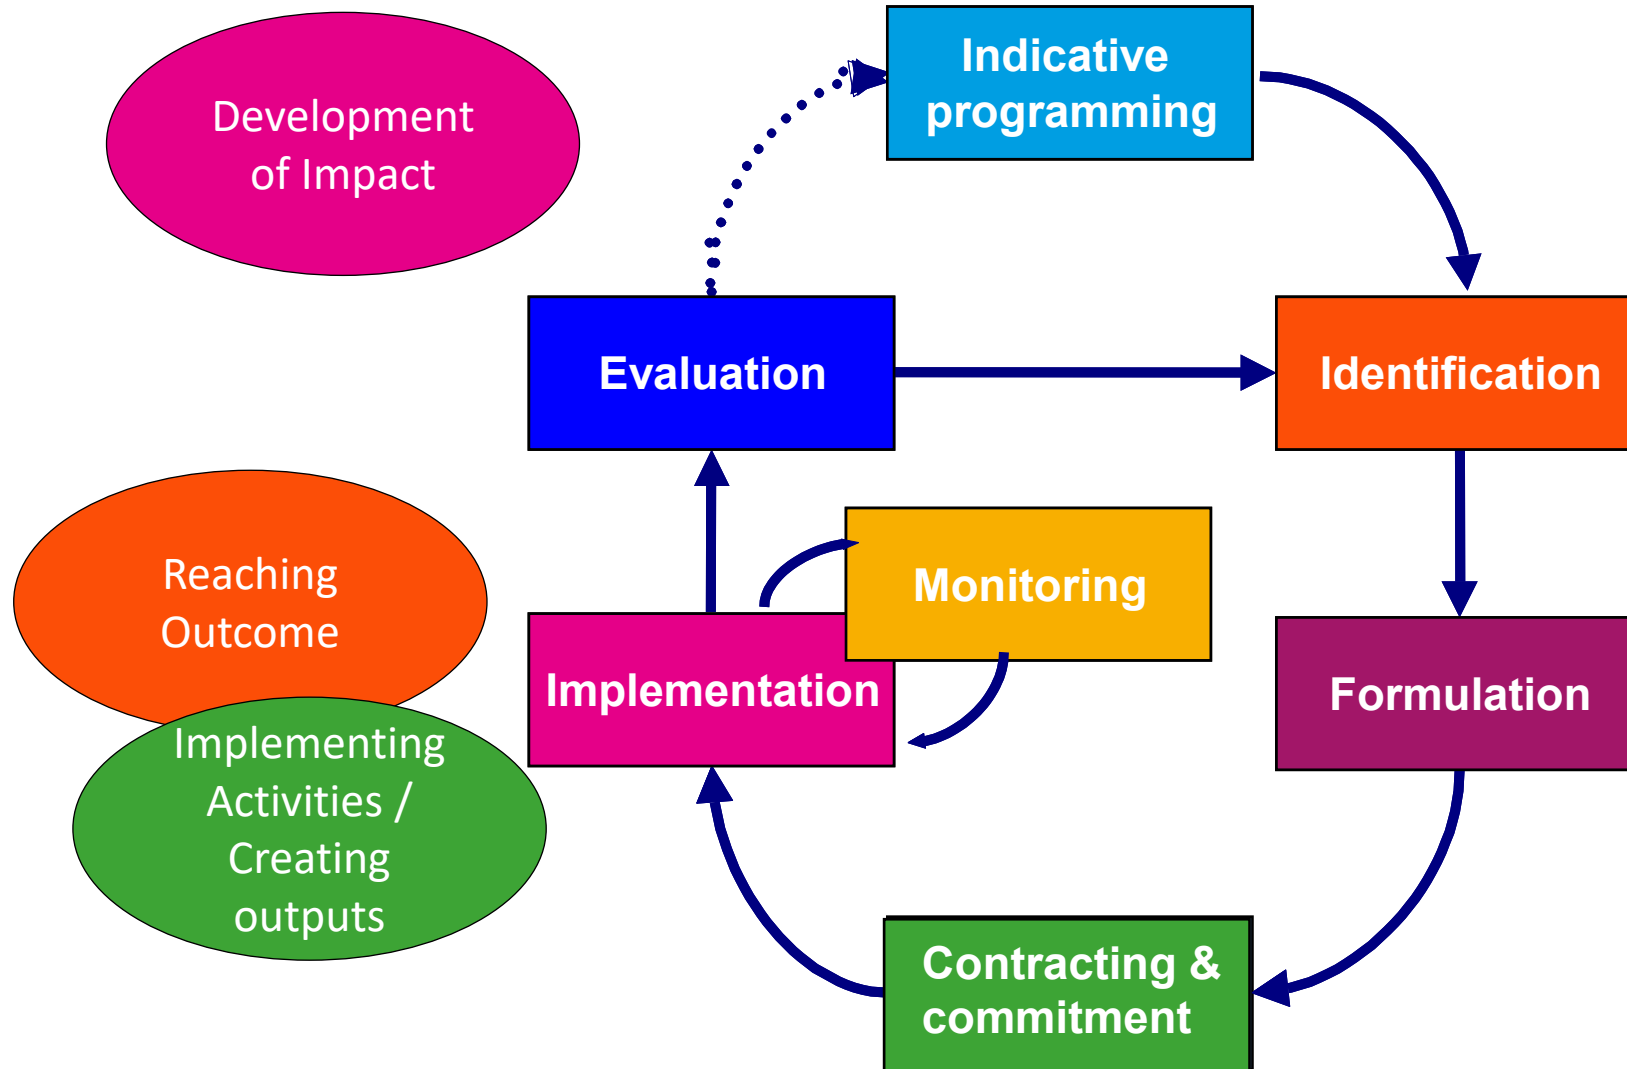 Indicative
programming
Development
of Impact
Evaluation
Identification
Reaching
Outcome
Monitoring
Implementation
Formulation
Implementing
Activities /
Creating
outputs
Contracting &
commitment